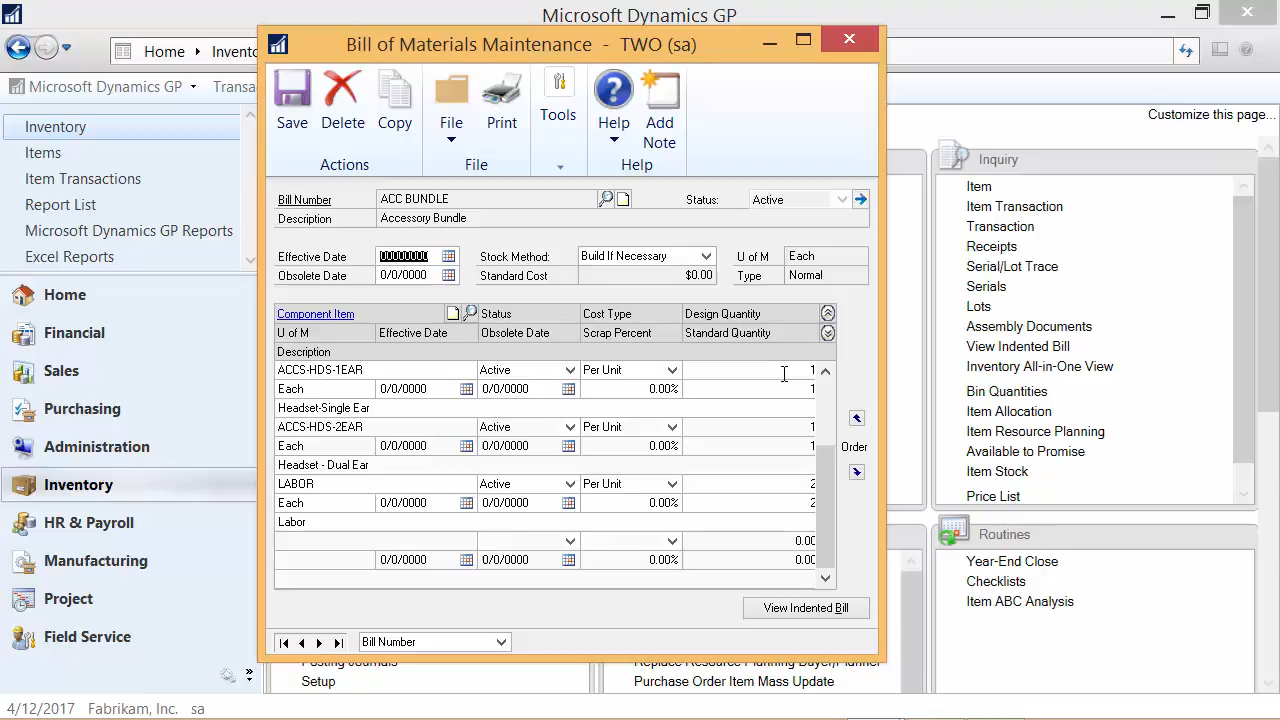 Microsoft Dynamics GP
Home
Invento
Microsoft Dynamics GP
Transa
Customize this page...
Inventory
Items
Item Transactions
Report List
Microsoft Dynamics GP Reports
Excel Reports
Home
Financial
Sales
Purchasing
Administration
Inventory
HR & Payroll
Manufacturing
Project
Field Service
4/12/2017 Fabrikam, Inc. sa
Bill of Materials Maintenance - TWO (sa)
Save Delete Copy File Print Tools Help Add Note
Actions File Help
Bill Number ACC BUNDLE Status: Active
Description Accessory Bundle
Effective Date Stock Method: Build If Necessary U of M Each
Obsolete Date 0/0/0000 Standard Cost $0.00 Type Normal
Component Item Status Cost Type Design Quantity
U of M Effective Date Obsolete Date Scrap Percent Standard Quantity
Description
ACCS-HDS-1EAR Active Per Unit 1
Each 0/0/0000 0/0/0000 0.00% 1
Headset-Single Ear
ACCS-HDS-2EAR Active Per Unit 1
Each 0/0/0000 0/0/0000 0.00% 1
Headset - Dual Ear
LABOR Active Per Unit 2
Each 0/0/0000 0/0/0000 0.00% 2
Labor
0.00
0/0/0000 0/0/0000 0.00% 0.00
Order
View Indented Bill
Bill Number
Setup
Purchase Order Item Mass Update
Inquiry
Item
Item Transactions
Transaction
Receipts
Serial/Lot Trace
Serials
Lots
Assembly Documents
View Indented Bill
Inventory All-in-One View
Bin Quantities
Item Allocation
Item Resource Planning
Available to Promise
Item Stock
Price List
Routines
Year-End Close
Checklists
Item ABC Analysis